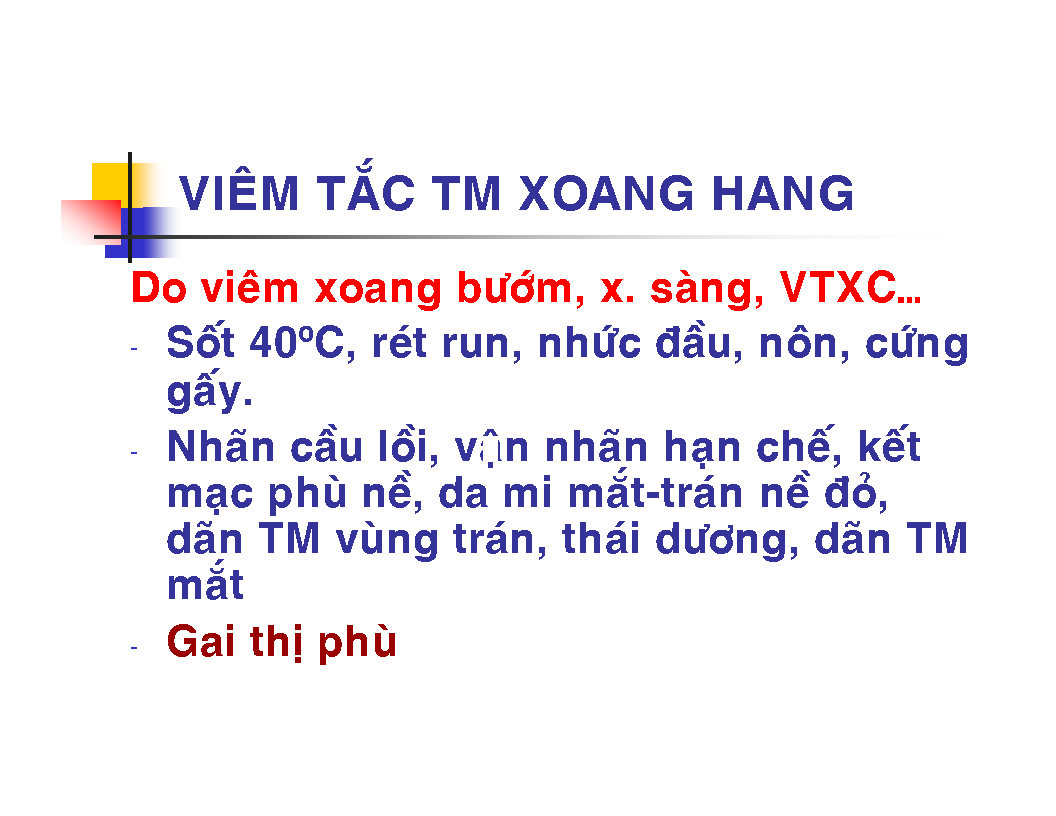 VIÊM TẮC TM XOANG HANG
Do viêm xoang bướm, x. sàng, VTXC…
- Sốt 40ºC, rét run, nhức đầu, nôn, cứng
gấy.
- Nhãn cầu lồi, vận nhãn hạn chế, kết
mạc phù nề, da mi mắt-trán nề đỏ,
dãn TM vùng trán, thái dương, dãn TM
mắt
- Gai thị phù